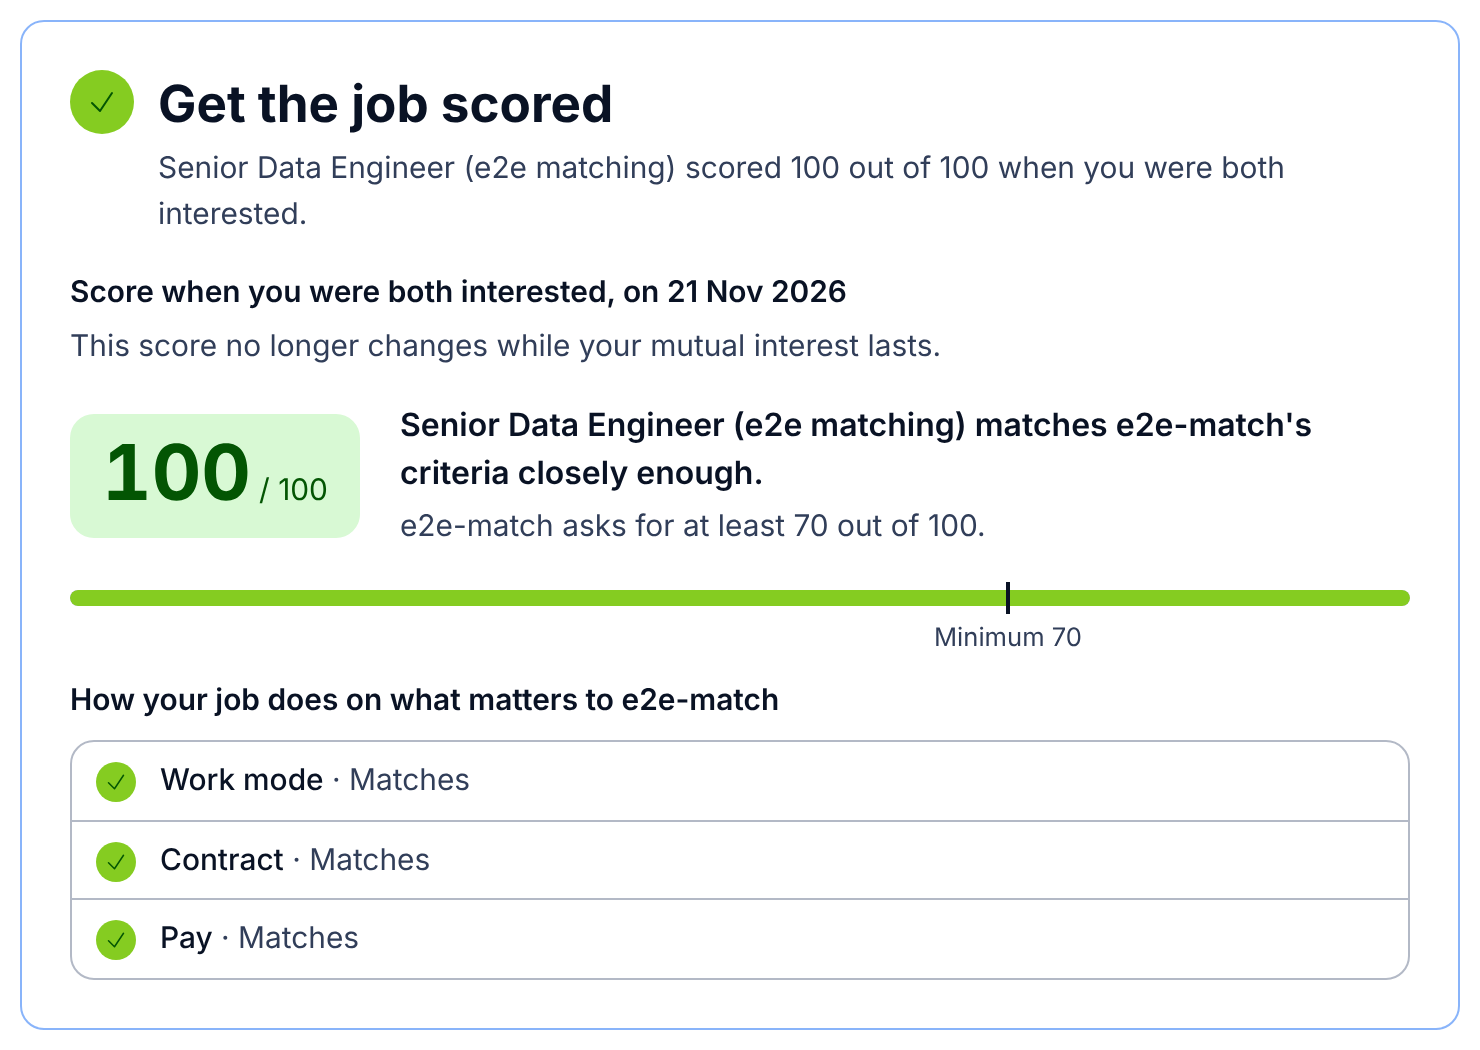 Get the job scored
Senior Data Engineer (e2e matching) scored 100 out of 100 when you were both
interested.
Score when you were both interested, on 21 Nov 2026
This score no longer changes while your mutual interest lasts.
100 / 100
Senior Data Engineer (e2e matching) matches e2e-match's
criteria closely enough.
e2e-match asks for at least 70 out of 100.
Minimum 70
How your job does on what matters to e2e-match
Work mode · Matches
Contract · Matches
Pay · Matches